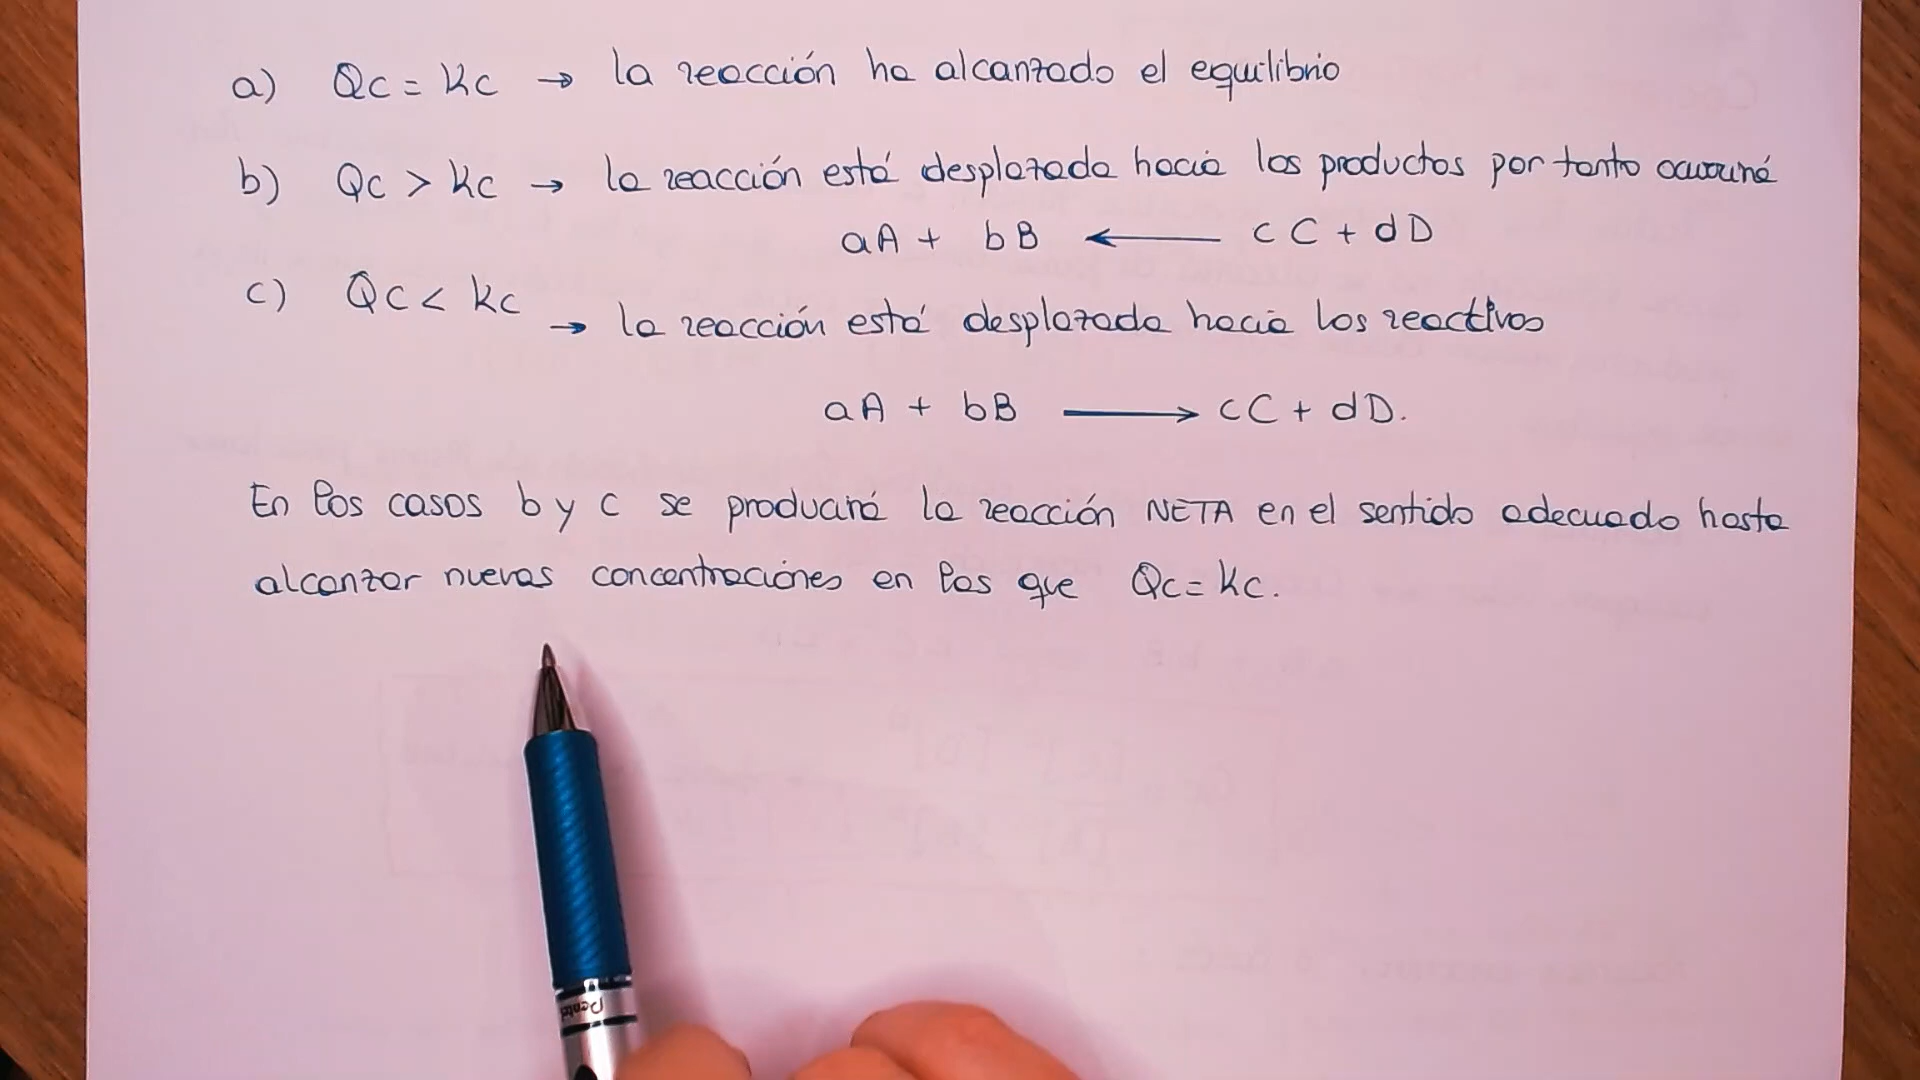 a) Qc = Kc → la reacción ha alcanzado el equilibrio
b) Qc > Kc → la reacción está desplazada hacia los productos por tanto ocurrirá
aA + bB ← cC + dD
c) Qc < Kc → la reacción está desplazada hacia los reactivos
aA + bB → cC + dD.
En los casos b y c se producirá la reacción NETA en el sentido adecuado hasta
alcanzar nuevas concentraciones en las que Qc = Kc.
Pentel